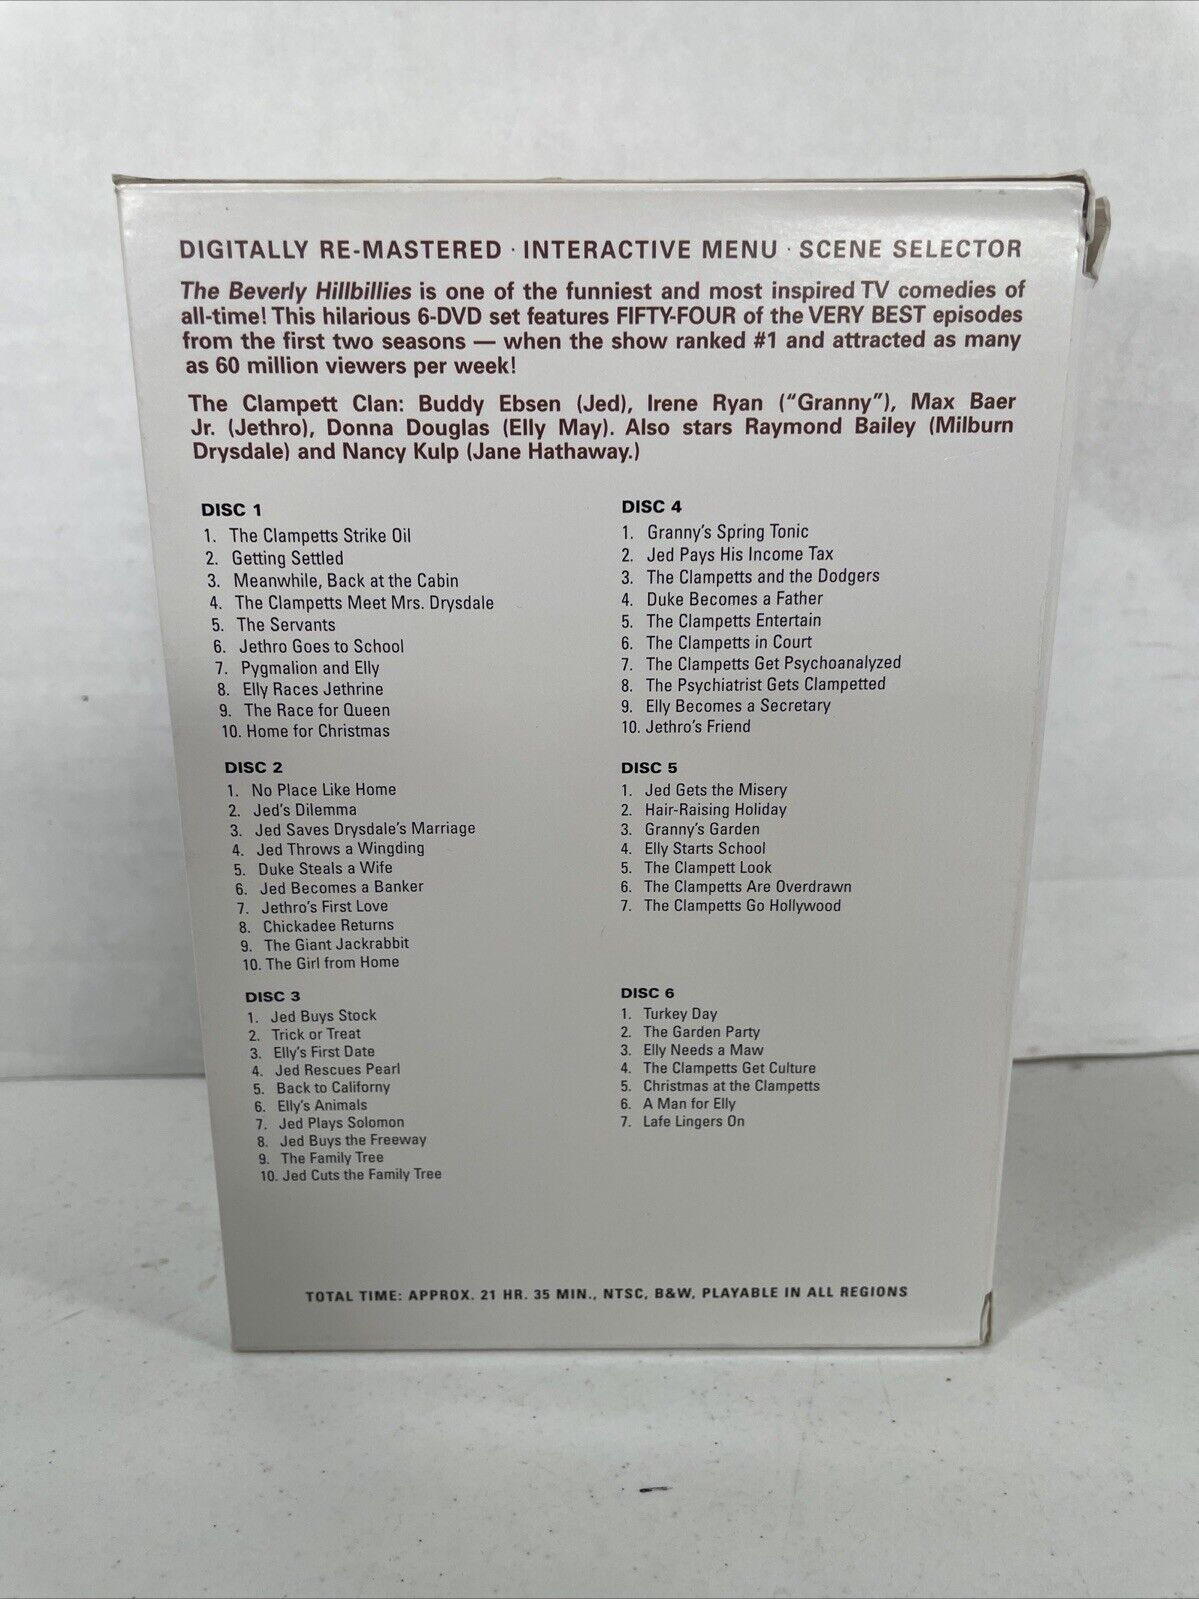 DIGITALLY RE-MASTERED · INTERACTIVE MENU · SCENE SELECTOR
The Beverly Hillbillies is one of the funniest and most inspired TV comedies of
all-time! This hilarious 6-DVD set features FIFTY-FOUR of the VERY BEST episodes
from the first two seasons — when the show ranked #1 and attracted as many
as 60 million viewers per week!
The Clampett Clan: Buddy Ebsen (Jed), Irene Ryan (“Granny”), Max Baer
Jr. (Jethro), Donna Douglas (Elly May). Also stars Raymond Bailey (Milburn
Drysdale) and Nancy Kulp (Jane Hathaway.)
DISC 1
1. The Clampetts Strike Oil
2. Getting Settled
3. Meanwhile, Back at the Cabin
4. The Clampetts Meet Mrs. Drysdale
5. The Servants
6. Jethro Goes to School
7. Pygmalion and Elly
8. Elly Races Jethrine
9. The Race for Queen
10. Home for Christmas
DISC 2
1. No Place Like Home
2. Jed's Dilemma
3. Jed Saves Drysdale's Marriage
4. Jed Throws a Wingding
5. Duke Steals a Wife
6. Jed Becomes a Banker
7. Jethro's First Love
8. Chickadee Returns
9. The Giant Jackrabbit
10. The Girl from Home
DISC 3
1. Jed Buys Stock
2. Trick or Treat
3. Elly's First Date
4. Jed Rescues Pearl
5. Back to Californy
6. Elly's Animals
7. Jed Plays Solomon
8. Jed Buys the Freeway
9. The Family Tree
10. Jed Cuts the Family Tree
DISC 4
1. Granny's Spring Tonic
2. Jed Pays His Income Tax
3. The Clampetts and the Dodgers
4. Duke Becomes a Father
5. The Clampetts Entertain
6. The Clampetts in Court
7. The Clampetts Get Psychoanalyzed
8. The Psychiatrist Gets Clampetted
9. Elly Becomes a Secretary
10. Jethro's Friend
DISC 5
1. Jed Gets the Misery
2. Hair-Raising Holiday
3. Granny's Garden
4. Elly Starts School
5. The Clampett Look
6. The Clampetts Are Overdrawn
7. The Clampetts Go Hollywood
DISC 6
1. Turkey Day
2. The Garden Party
3. Elly Needs a Maw
4. The Clampetts Get Culture
5. Christmas at the Clampetts
6. A Man for Elly
7. Lafe Lingers On
TOTAL TIME: APPROX. 21 HR. 35 MIN., NTSC, B&W, PLAYABLE IN ALL REGIONS